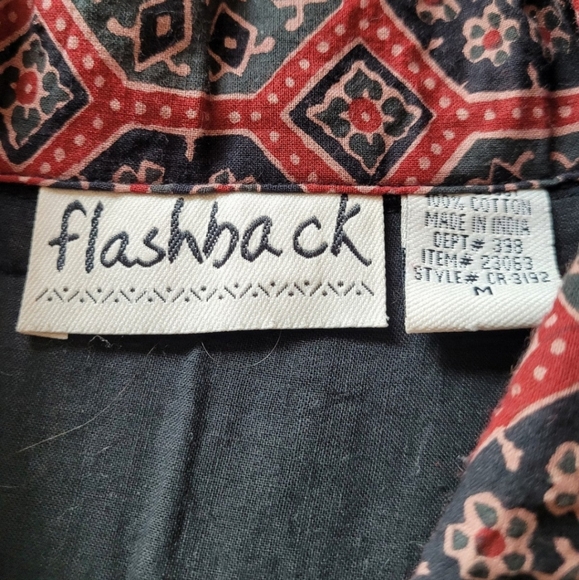 flashback
100% COTTON
MADE IN INDIA
DEPT# 338
ITEM# 23063
STYLE# CR-3192
M